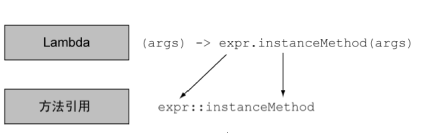 Lambda (args) -> expr.instanceMethod(args)
方法引用 expr::instanceMethod